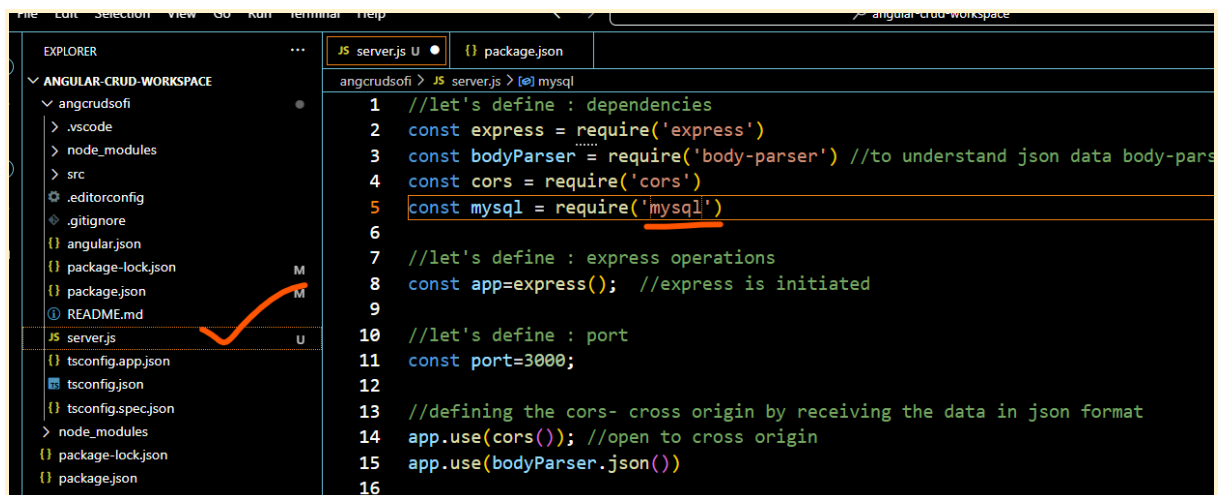 File Edit Selection View Go Run Terminal Help
angular-crud-workspace
EXPLORER ...
ANGULAR-CRUD-WORKSPACE
angcrudsofi
.vscode
node_modules
src
.editorconfig
.gitignore
angular.json
package-lock.json M
package.json M
README.md
JS server.js U
tsconfig.app.json
tsconfig.json
tsconfig.spec.json
node_modules
package-lock.json
package.json
JS server.js U
package.json
angcrudsofi > JS server.js > mysql
1 //let's define : dependencies
2 const express = require('express')
3 const bodyParser = require('body-parser') //to understand json data body-pars
4 const cors = require('cors')
5 const mysql = require('mysql')
6
7 //let's define : express operations
8 const app=express(); //express is initiated
9
10 //let's define : port
11 const port=3000;
12
13 //defining the cors- cross origin by receiving the data in json format
14 app.use(cors()); //open to cross origin
15 app.use(bodyParser.json())
16